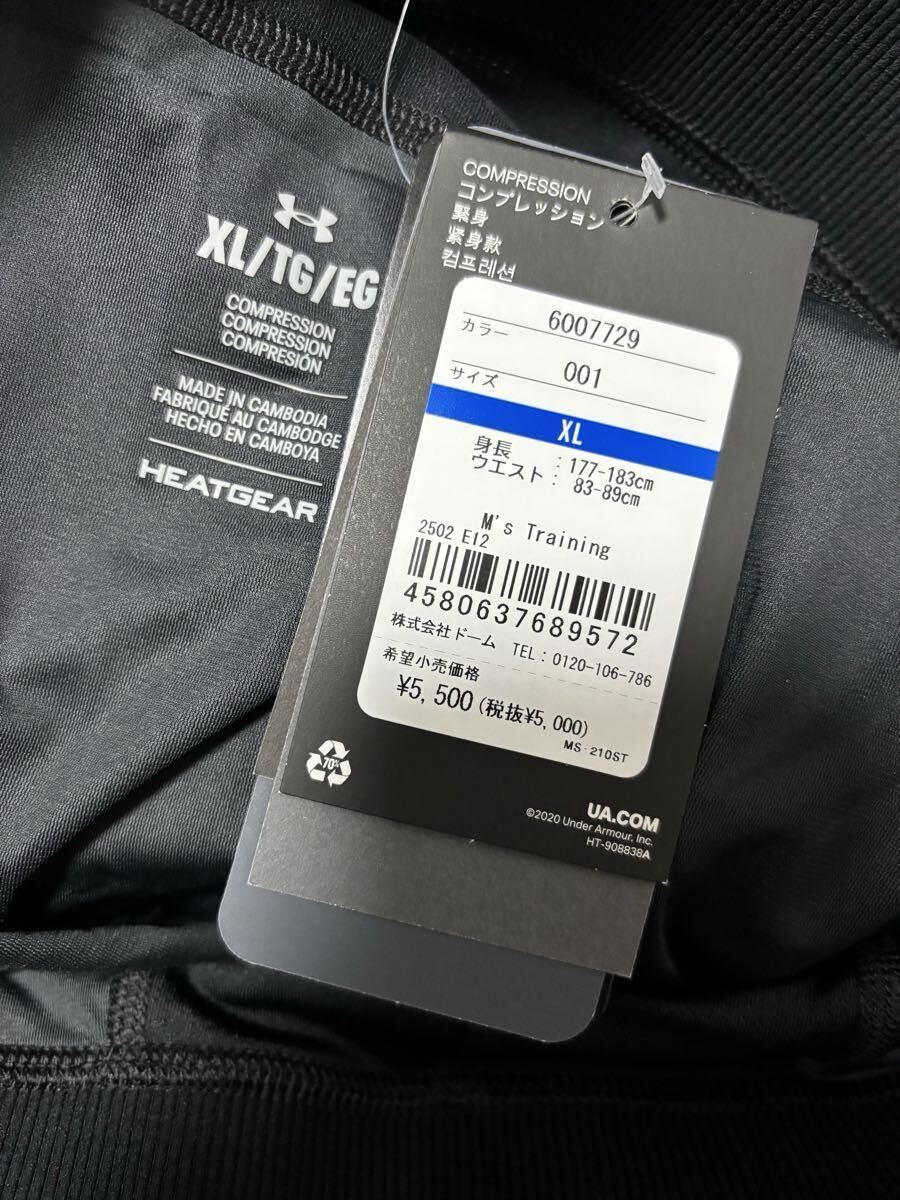 XL/TG/EG
COMPRESSION
COMPRESSION
COMPRESIÓN
MADE IN CAMBODIA
FABRIQUÉ AU CAMBODGE
HECHO EN CAMBOYA
HEATGEAR
COMPRESSION
コンプレッション
緊身
紧身款
컴프레션
6007729
カラー 001
サイズ XL
身長 : 177-183cm
ウエスト : 83-89cm
M's Training
2502 EI2
4580637689572
株式会社ドーム TEL:0120-106-786
希望小売価格
¥5,500 (税抜¥5,000)
MS-210ST
70%
UA.COM
©2020 Under Armour, Inc.
HT-908838A